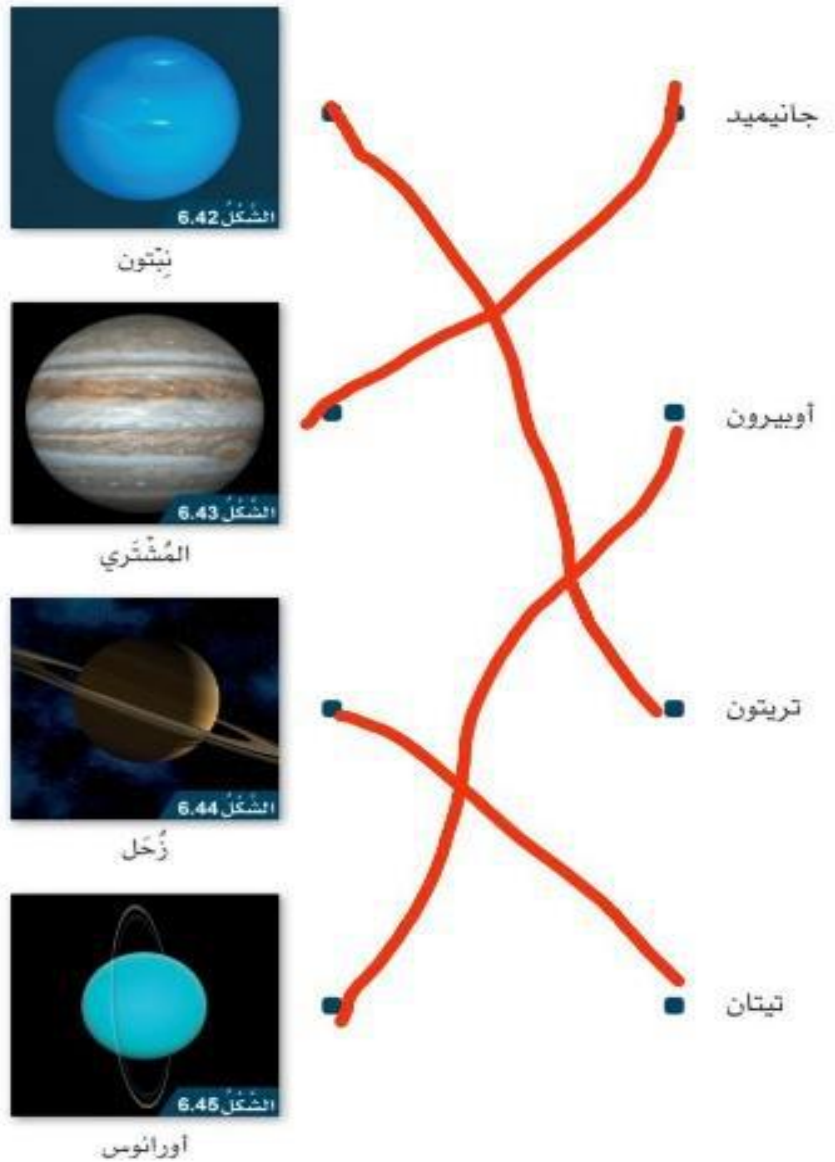 جانيميد
الشَّكْلُ 6.42
نِبْتون
أوبيرون
الشَّكْلُ 6.43
المُشْتَري
تريتون
الشَّكْلُ 6.44
زُحَل
تيتان
الشَّكْلُ 6.45
أورانوس